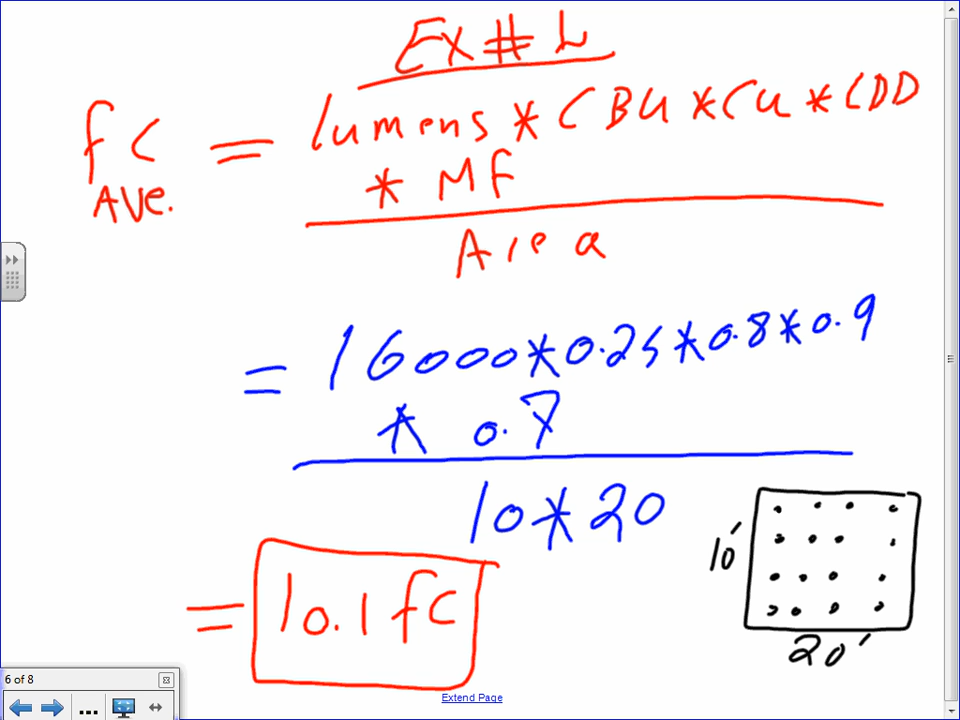 EX # L
fc = lumens * CBU * CU * LDD
AVe. * MF
Area
= 16000 * 0.25 * 0.8 * 0.9
* 0.7
10 * 20
= 10.1 fc
10'
20'
6 of 8
...
Extend Page